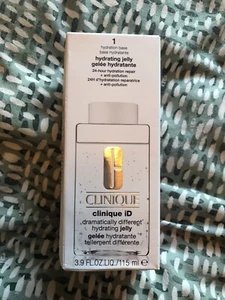 1
hydration base
base hydratante
hydrating jelly
gelée hydratante
24-hour hydration repair
+ anti-pollution
24H d'hydratation réparatrice
+ anti-pollution
CLINIQUE
clinique iD
dramatically different
hydrating jelly
gelée hydratante
tellement différente
3.9 FL.OZ.LIQ / 115 ml e